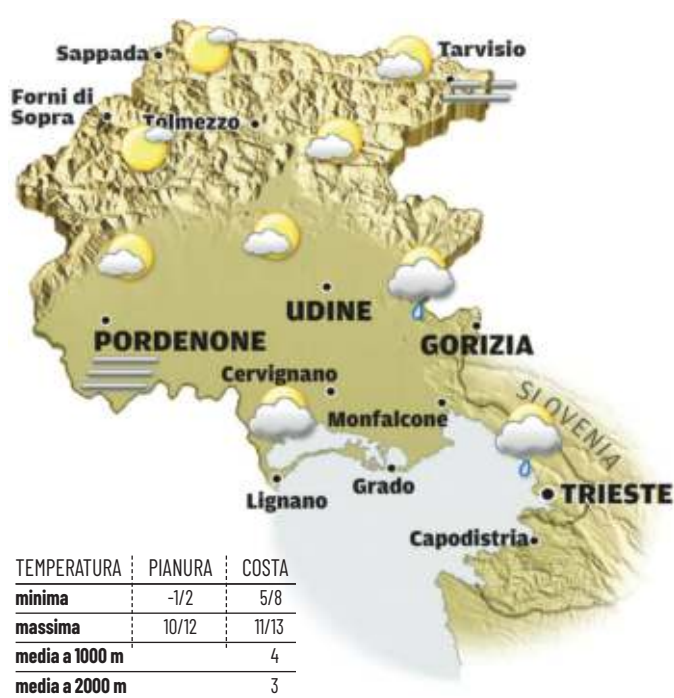 Sappada
Tarvisio
Forni di
Sopra
Tolmezzo
UDINE
PORDENONE
GORIZIA
Cervignano
SLOVENIA
Monfalcone
Grado
Lignano
TRIESTE
Capodistria
TEMPERATURA PIANURA COSTA
minima -1/2 5/8
massima 10/12 11/13
media a 1000 m 4
media a 2000 m 3